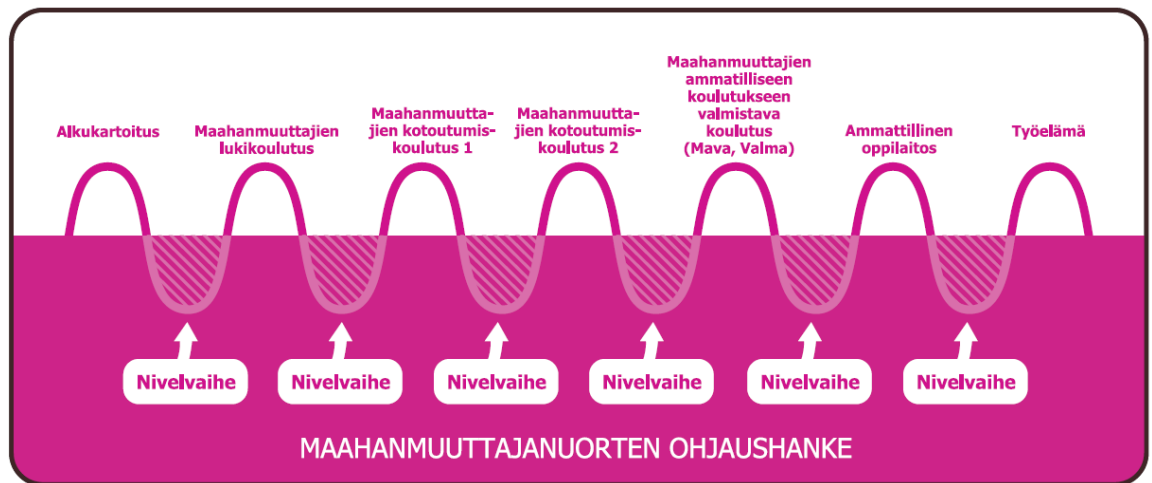 Alkukartoitus
Maahanmuuttajien
lukikoulutus
Maahanmuutta-
jien kotoutumis-
koulutus 1
Maahanmuutta-
jien kotoutumis-
koulutus 2
Maahanmuuttajien
ammatilliseen
koulutukseen
valmistava
koulutus
(Mava, Valma)
Ammattillinen
oppilaitos
Työelämä
Nivelvaihe
Nivelvaihe
Nivelvaihe
Nivelvaihe
Nivelvaihe
Nivelvaihe
MAAHANMUUTTAJANUORTEN OHJAUSHANKE